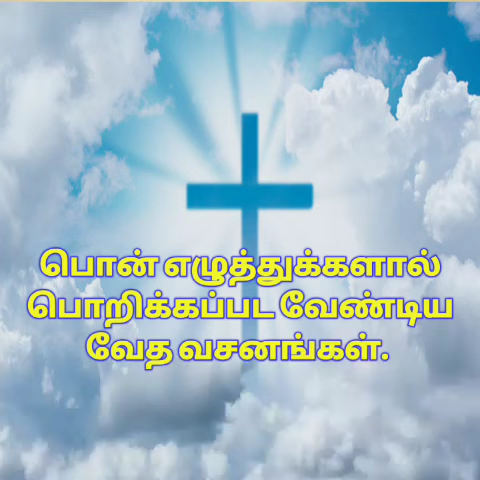 பொன் எழுத்துக்களால்
பொறிக்கப்பட வேண்டிய
வேத வசனங்கள்.